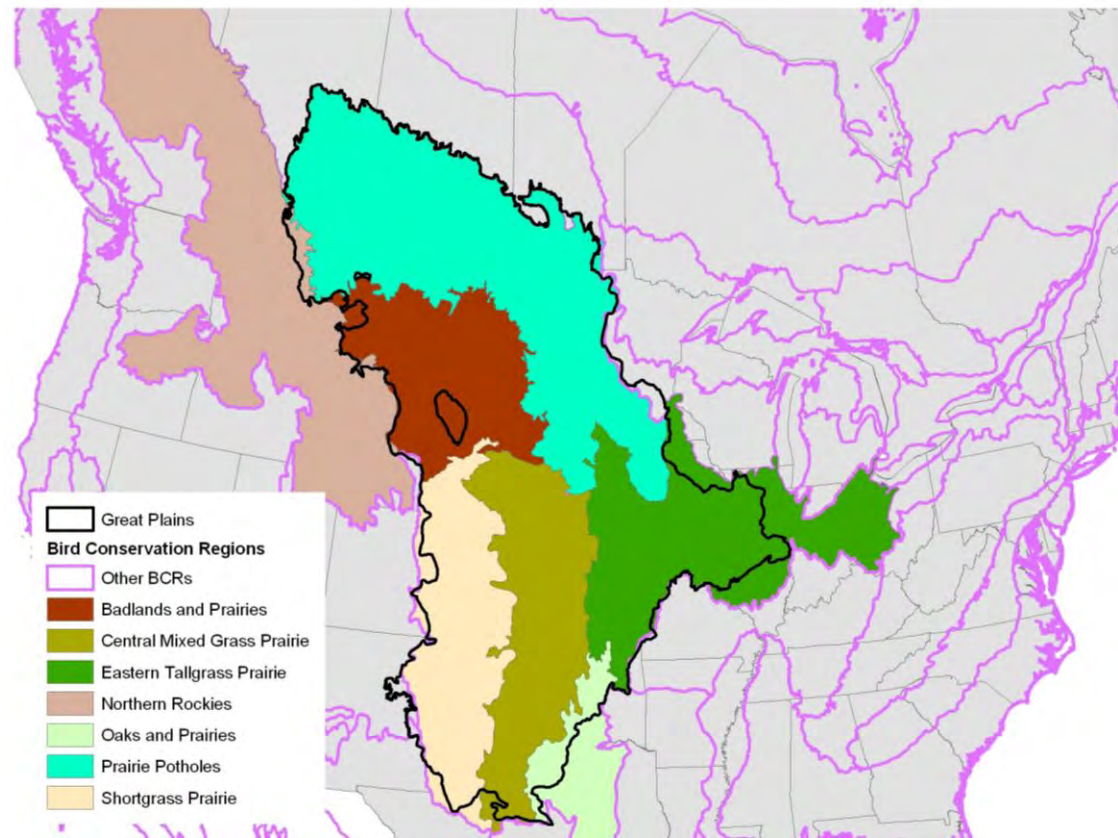 Great Plains
Bird Conservation Regions
Other BCRs
Badlands and Prairies
Central Mixed Grass Prairie
Eastern Tallgrass Prairie
Northern Rockies
Oaks and Prairies
Prairie Potholes
Shortgrass Prairie